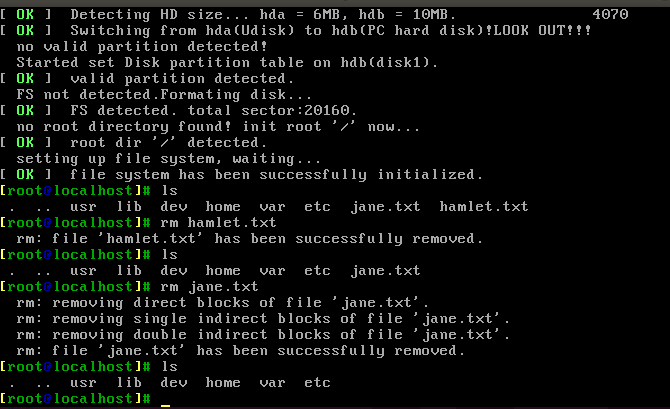 [ OK ]  Detecting HD size... hda = 6MB, hdb = 10MB.                4070
[ OK ]  Switching from hda(Udisk) to hdb(PC hard disk)!LOOK OUT!!!
  no valid partition detected!
  Started set Disk partition table on hdb(disk1).
[ OK ]  valid partition detected.
  FS not detected.Formating disk...
[ OK ]  FS detected. total sector:20160.
  no root directory found! init root '/' now...
[ OK ]  root dir '/' detected.
  setting up file system, waiting...
[ OK ]  file system has been successfully initialized.
[root@localhost]# ls
 .  ..  usr  lib  dev  home  var  etc  jane.txt  hamlet.txt
[root@localhost]# rm hamlet.txt
  rm: file 'hamlet.txt' has been successfully removed.
[root@localhost]# ls
 .  ..  usr  lib  dev  home  var  etc  jane.txt
[root@localhost]# rm jane.txt
  rm: removing direct blocks of file 'jane.txt'.
  rm: removing single indirect blocks of file 'jane.txt'.
  rm: removing double indirect blocks of file 'jane.txt'.
  rm: file 'jane.txt' has been successfully removed.
[root@localhost]# ls
 .  ..  usr  lib  dev  home  var  etc
[root@localhost]# _